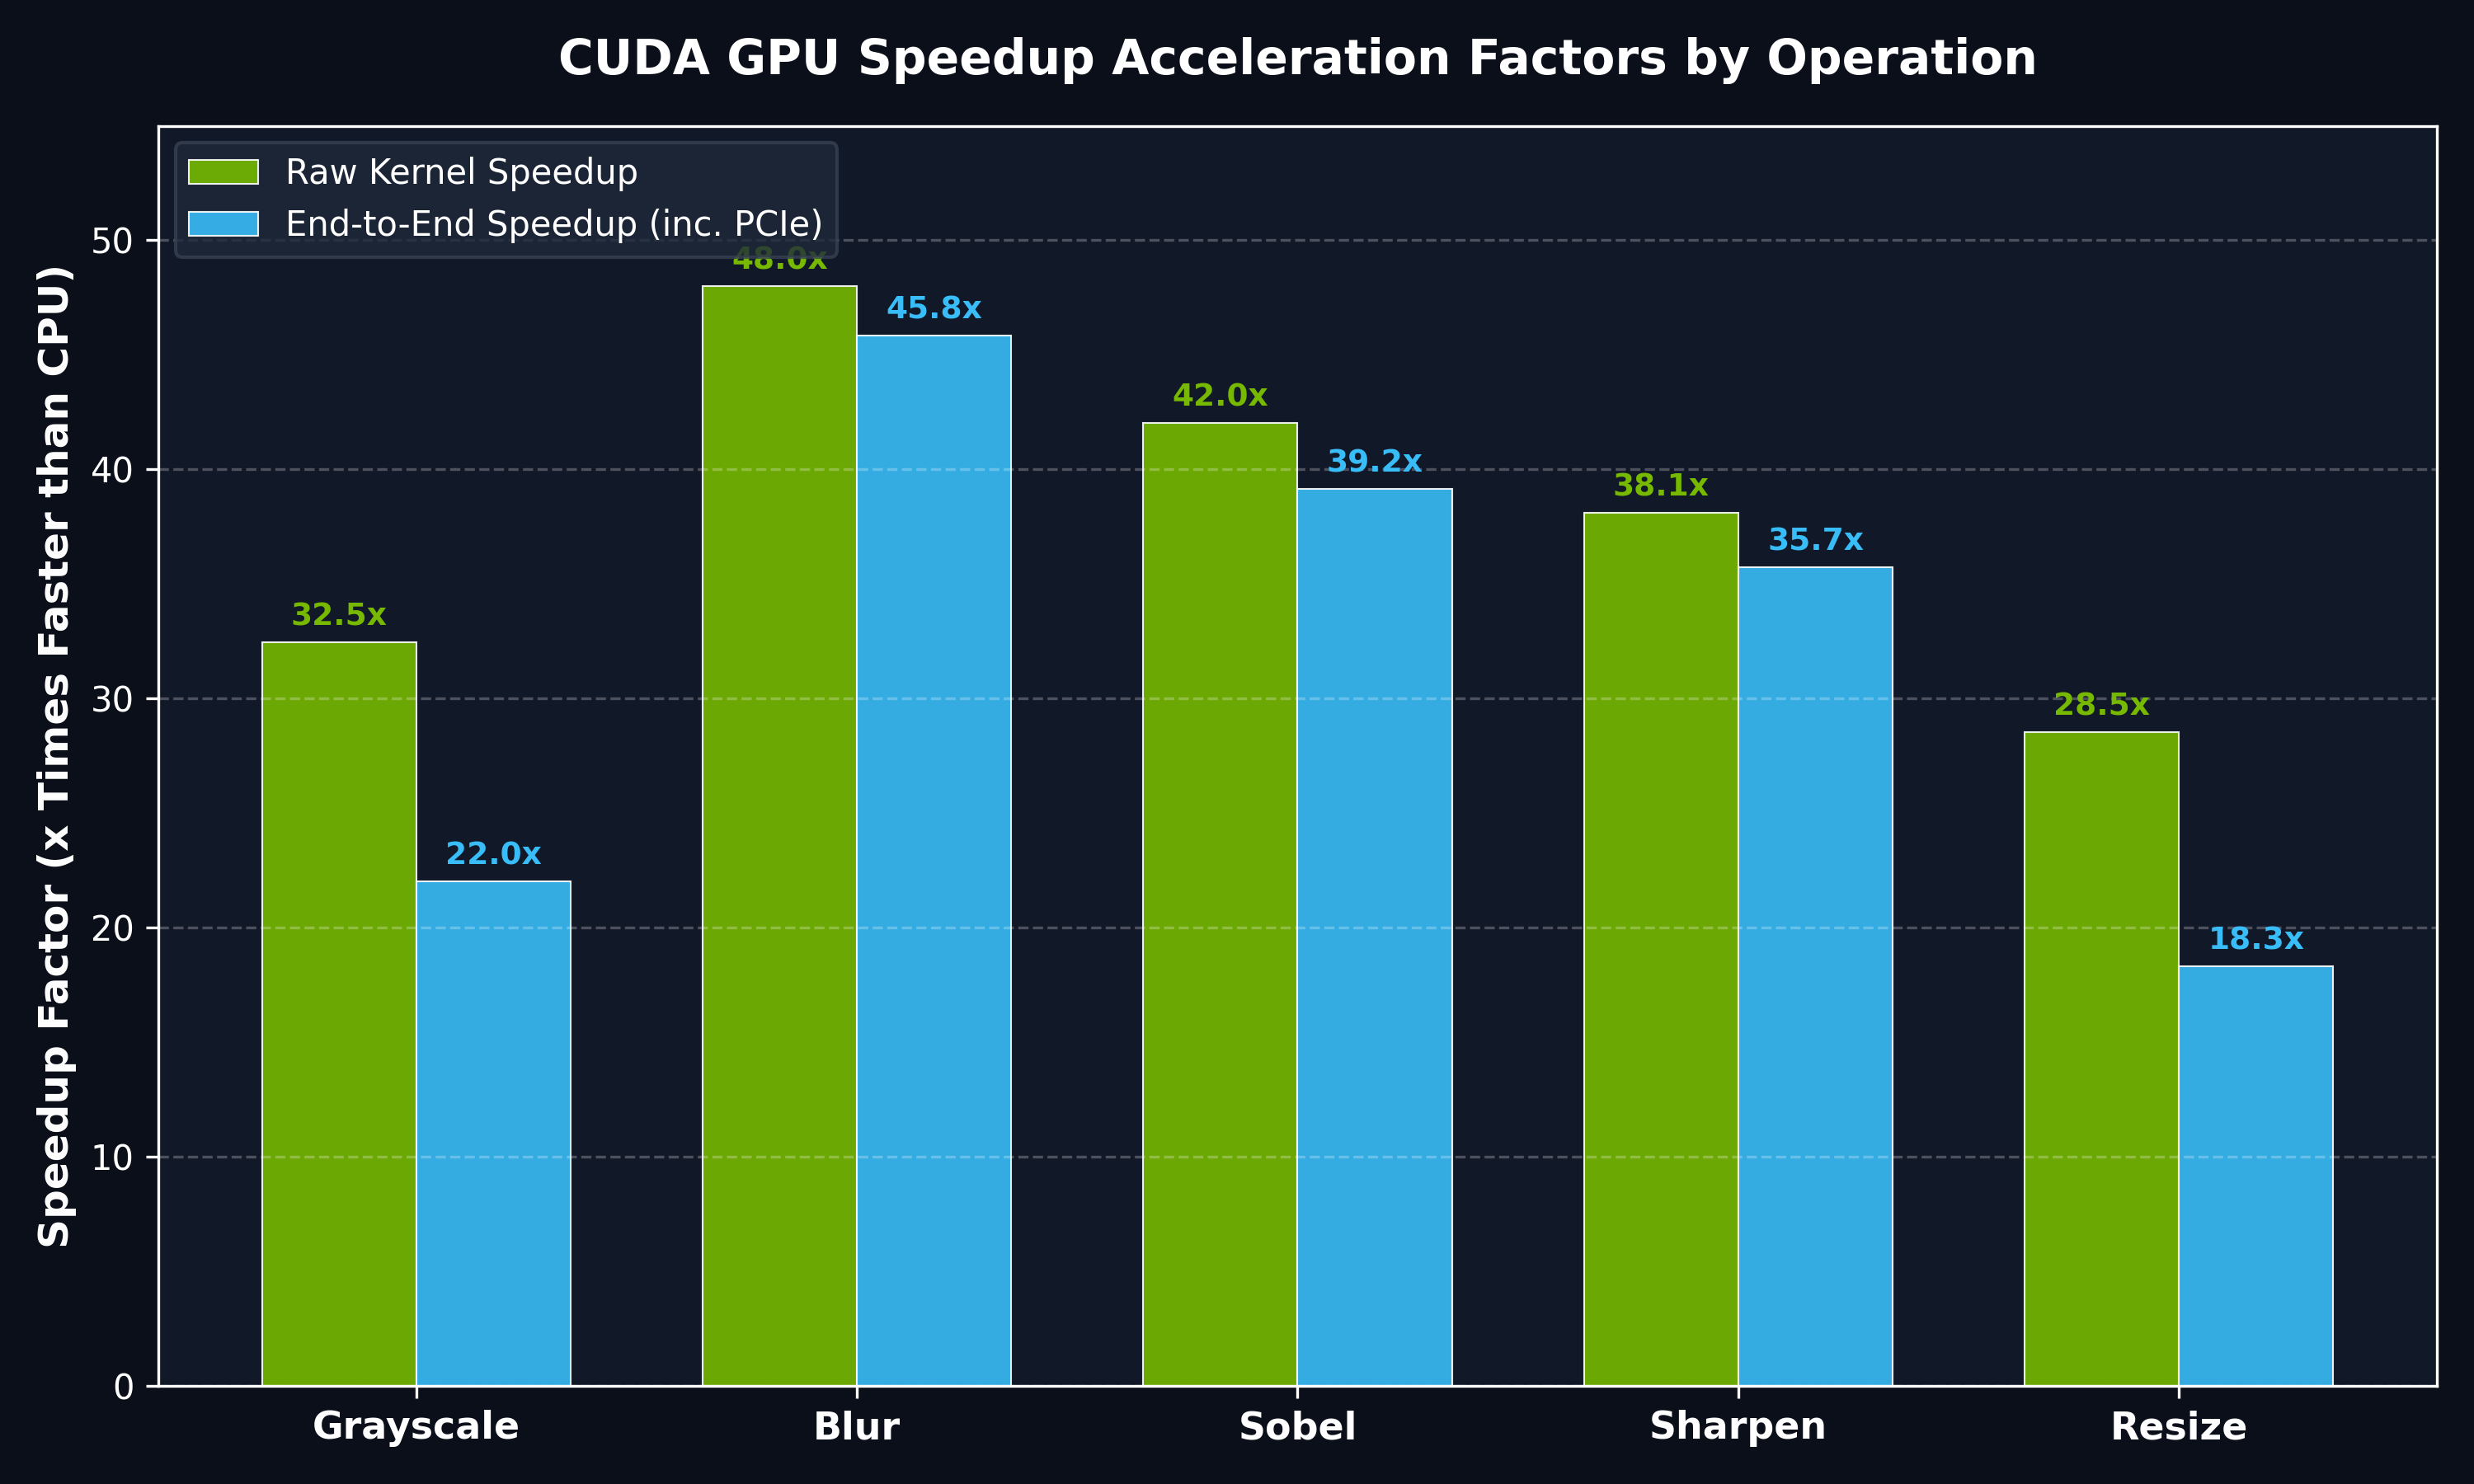 CUDA GPU Speedup Acceleration Factors by Operation
Raw Kernel Speedup
End-to-End Speedup (inc. PCIe)
Speedup Factor (x Times Faster than CPU)
50
40
30
20
10
0
32.5x
22.0x
48.0x
45.8x
42.0x
39.2x
38.1x
35.7x
28.5x
18.3x
Grayscale
Blur
Sobel
Sharpen
Resize